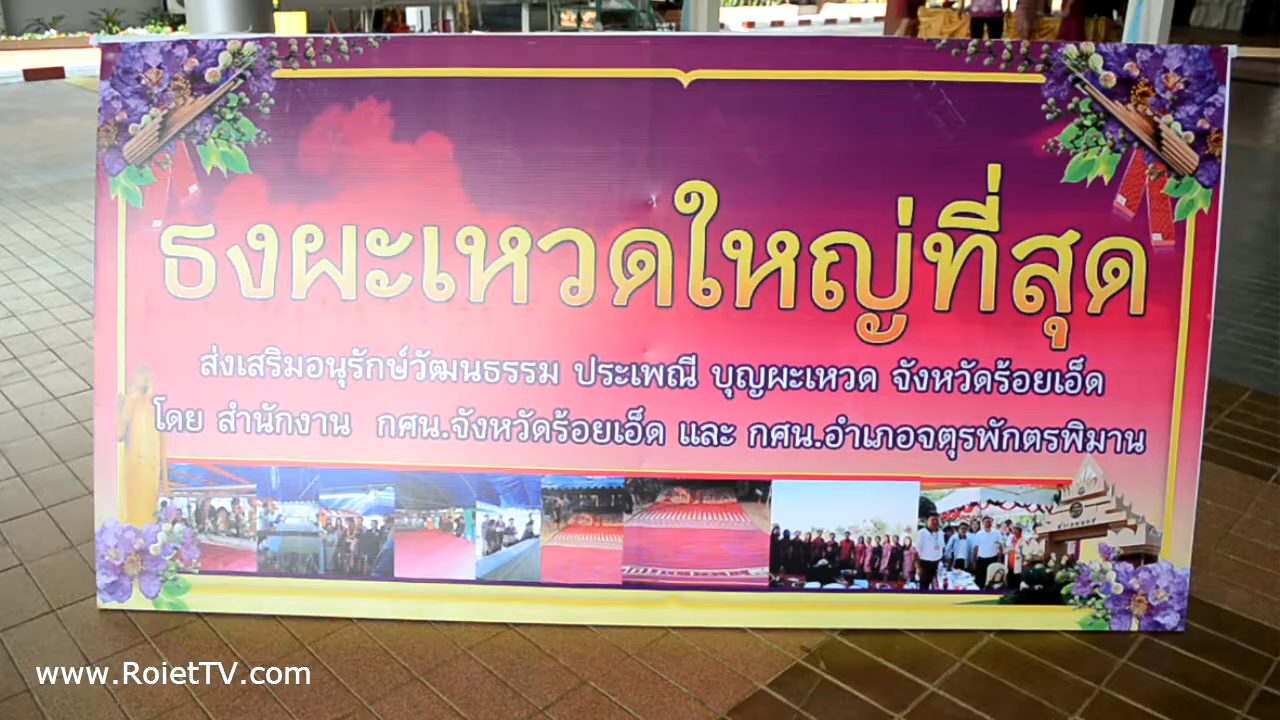 ธงผะเหวดใหญ่ที่สุด
ส่งเสริมอนุรักษ์วัฒนธรรม ประเพณี บุญผะเหวด จังหวัดร้อยเอ็ด
โดย สำนักงาน กศน.จังหวัดร้อยเอ็ด และ กศน.อำเภอจตุรพักตรพิมาน
www.RoietTV.com